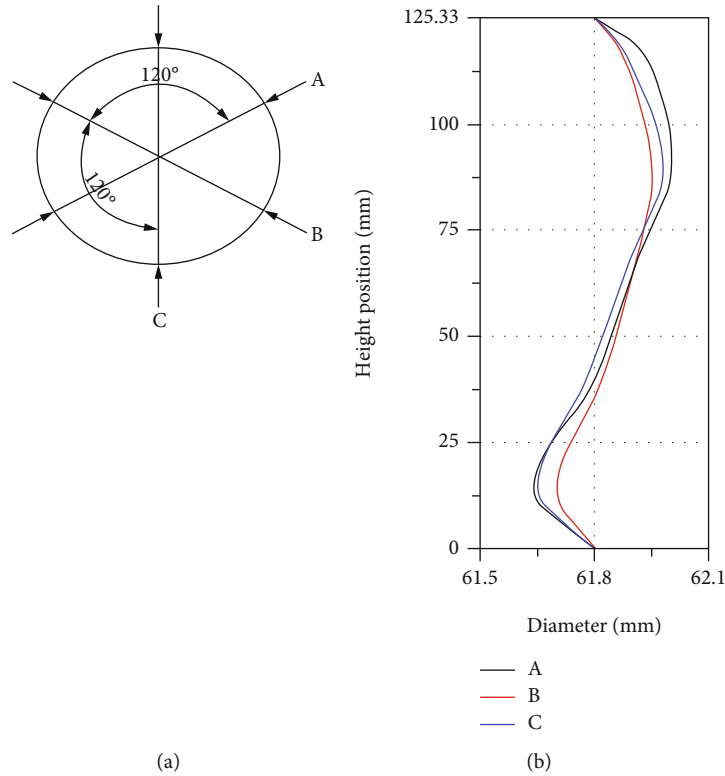 120°
120°
A
B
C
(a)
125.33
100
75
50
25
0
Height position (mm)
61.5 61.8 62.1
Diameter (mm)
A
B
C
(b)